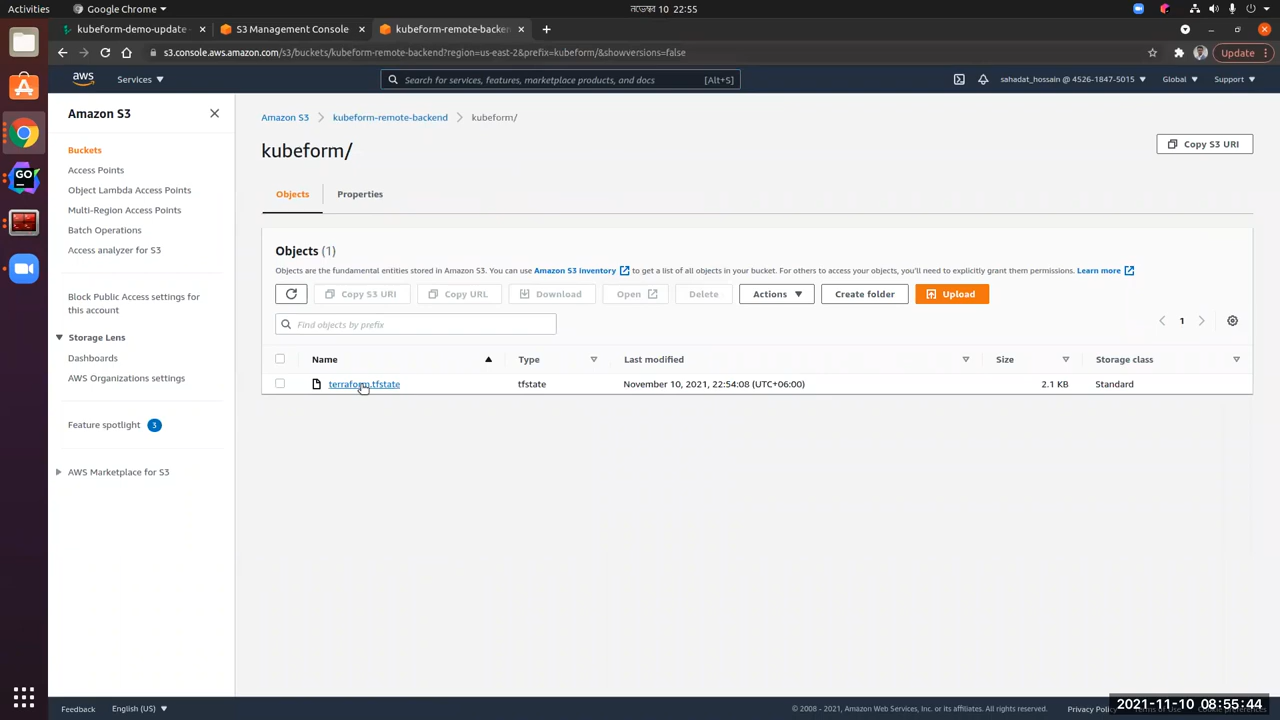 Activities
Google Chrome
নভেম্বর 10 22:55
kubeform-demo-update
S3 Management Console
kubeform-remote-backe
s3.console.aws.amazon.com/s3/buckets/kubeform-remote-backend?region=us-east-2&prefix=kubeform/&showversions=false
Update
aws
Services
Search for services, features, marketplace products, and docs
[Alt+S]
sahadat_hossain @ 4526-1847-5015
Global
Support
Amazon S3
Buckets
Access Points
Object Lambda Access Points
Multi-Region Access Points
Batch Operations
Access analyzer for S3
Block Public Access settings for
this account
Storage Lens
Dashboards
AWS Organizations settings
Feature spotlight 3
AWS Marketplace for S3
Amazon S3
kubeform-remote-backend
kubeform/
kubeform/
Copy S3 URI
Objects
Properties
Objects (1)
Objects are the fundamental entities stored in Amazon S3. You can use Amazon S3 inventory to get a list of all objects in your bucket. For others to access your objects, you'll need to explicitly grant them permissions. Learn more
Copy S3 URI
Copy URL
Download
Open
Delete
Actions
Create folder
Upload
Find objects by prefix
1
Name
Type
Last modified
Size
Storage class
terraform.tfstate
tfstate
November 10, 2021, 22:54:08 (UTC+06:00)
2.1 KB
Standard
GO
Feedback
English (US)
© 2008 - 2021, Amazon Web Services, Inc. or its affiliates. All rights reserved.
Privacy Policy
2021-11-10 08:55:44